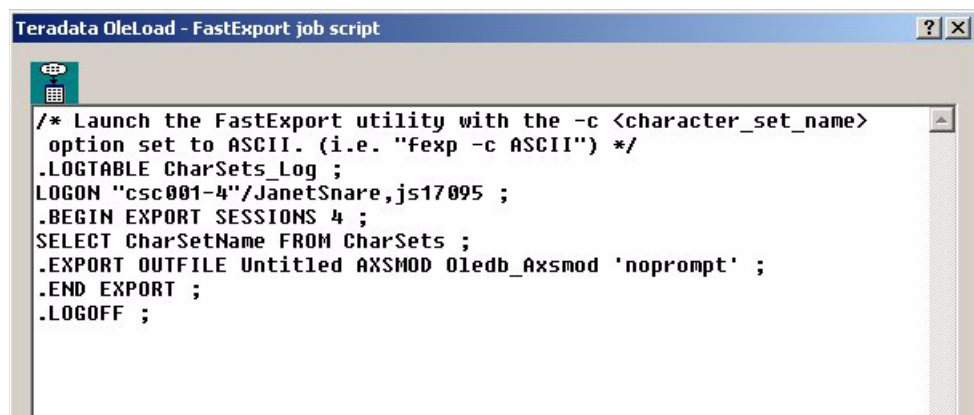 Teradata OleLoad - FastExport job script
/* Launch the FastExport utility with the -c <character_set_name>
option set to ASCII. (i.e. "fexp -c ASCII") */
.LOGTABLE CharSets_Log ;
LOGON "csc001-4"/JanetSnare,js17095 ;
.BEGIN EXPORT SESSIONS 4 ;
SELECT CharSetName FROM CharSets ;
.EXPORT OUTFILE Untitled AXSMOD Oledb_Axsmod 'noprompt' ;
.END EXPORT ;
.LOGOFF ;